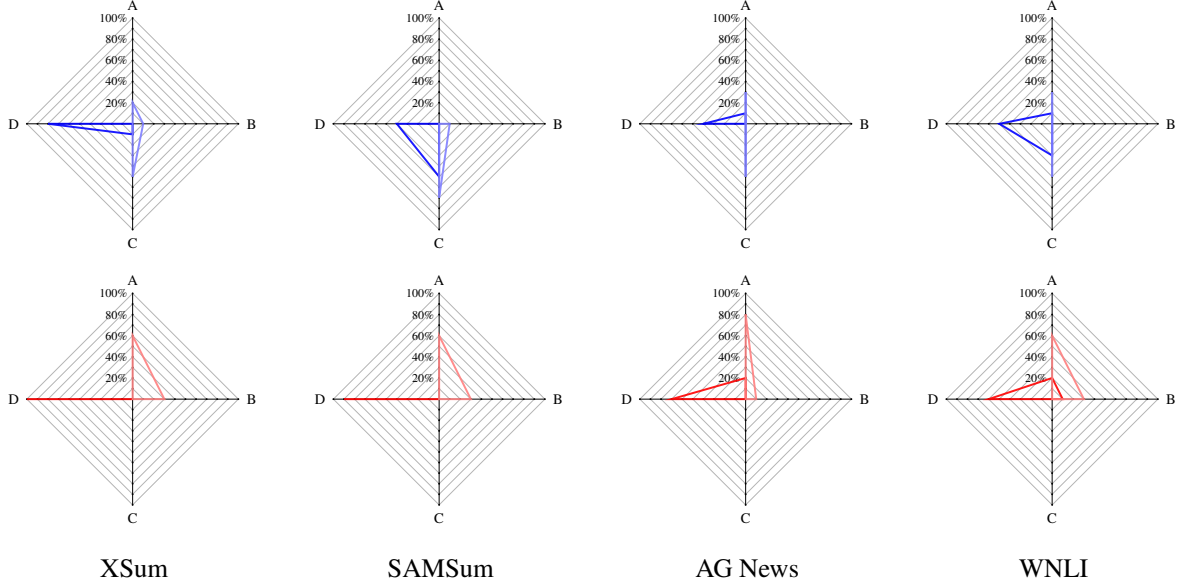 A A A A
100% 100% 100% 100%
80% 80% 80% 80%
60% 60% 60% 60%
40% 40% 40% 40%
20% 20% 20% 20%
D B D B D B D B
C C C C
A A A A
100% 100% 100% 100%
80% 80% 80% 80%
60% 60% 60% 60%
40% 40% 40% 40%
20% 20% 20% 20%
D B D B D B D B
C C C C
XSum SAMSum AG News WNLI